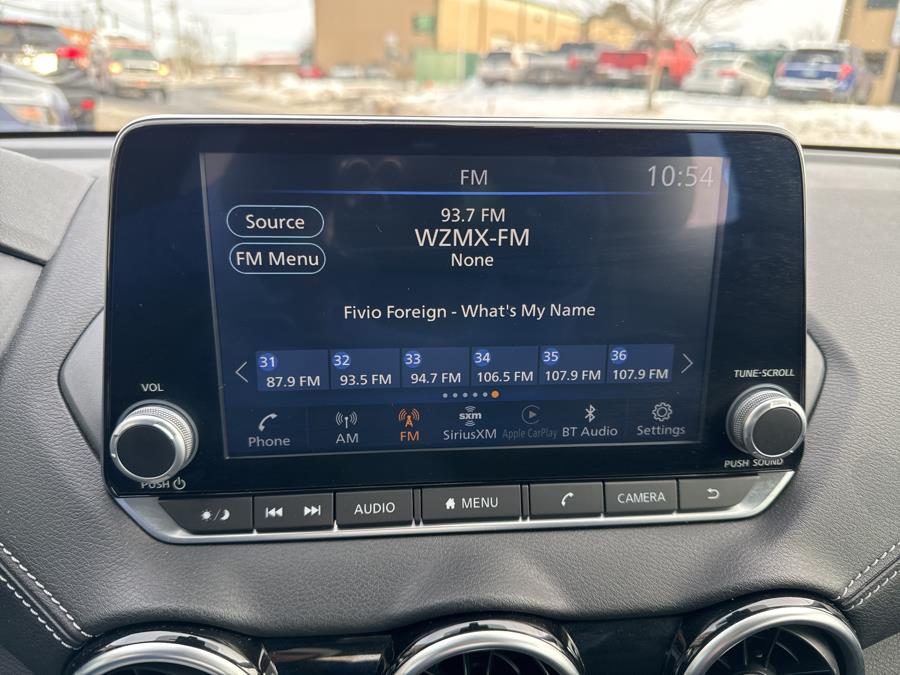 FM 10:54
Source
93.7 FM
WZMX-FM
FM Menu
None
Fivio Foreign - What's My Name
31 32 33 34 35 36
87.9 FM 93.5 FM 94.7 FM 106.5 FM 107.9 FM 107.9 FM
Phone AM FM sxm SiriusXM Apple CarPlay BT Audio Settings
VOL
PUSH
TUNE·SCROLL
PUSH SOUND
AUDIO MENU CAMERA